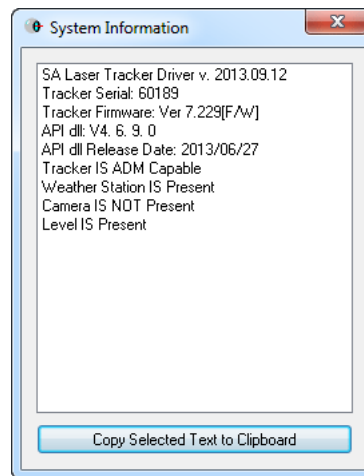 System Information
SA Laser Tracker Driver v. 2013.09.12
Tracker Serial: 60189
Tracker Firmware: Ver 7.229[F/W]
API dll: V4. 6. 9. 0
API dll Release Date: 2013/06/27
Tracker IS ADM Capable
Weather Station IS Present
Camera IS NOT Present
Level IS Present
Copy Selected Text to Clipboard